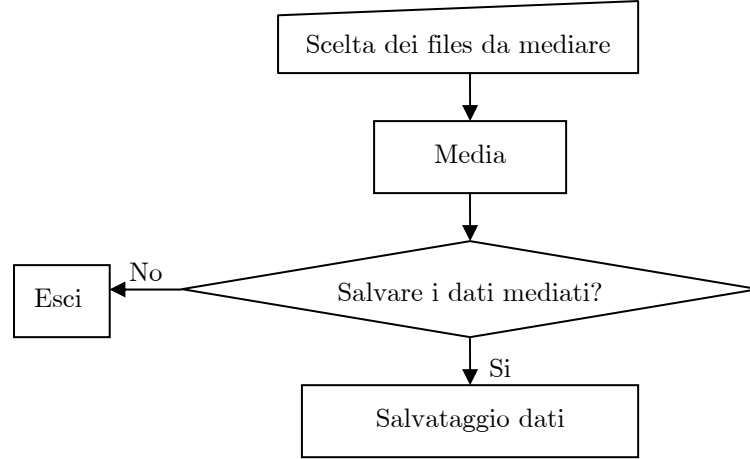 Scelta dei files da mediare
Media
Salvare i dati mediati?
No
Esci
Si
Salvataggio dati